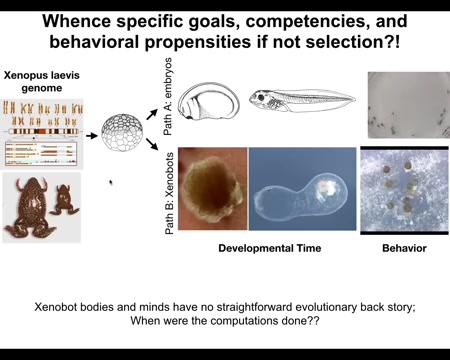 Whence specific goals, competencies, and
behavioral propensities if not selection?!
Xenopus laevis
genome
Path A: embryos
Path B: Xenobots
Developmental Time
Behavior
Xenobot bodies and minds have no straightforward evolutionary back story;
When were the computations done??